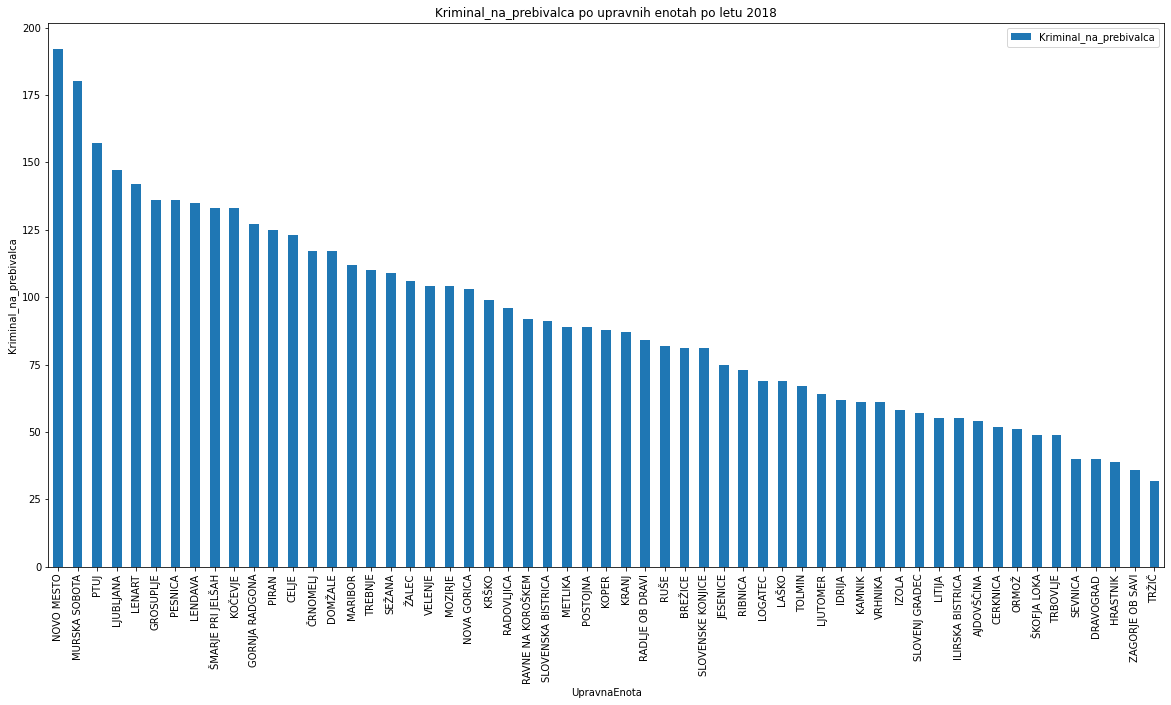 Kriminal_na_prebivalca po upravnih enotah po letu 2018
Kriminal_na_prebivalca
Kriminal_na_prebivalca
200
175
150
125
100
75
50
25
0
NOVO MESTO
MURSKA SOBOTA
PTUJ
LJUBLJANA
LENART
GROSUPLJE
PESNICA
LENDAVA
ŠMARJE PRI JELŠAH
KOČEVJE
GORNJA RADGONA
PIRAN
CELJE
ČRNOMELJ
DOMŽALE
MARIBOR
TREBNJE
SEŽANA
ŽALEC
VELENJE
MOZIRJE
NOVA GORICA
KRŠKO
RADOVLJICA
RAVNE NA KOROŠKEM
SLOVENSKA BISTRICA
METLIKA
POSTOJNA
KOPER
KRANJ
RADLJE OB DRAVI
RUŠE
BREŽICE
SLOVENSKE KONJICE
JESENICE
RIBNICA
LOGATEC
LAŠKO
TOLMIN
LJUTOMER
IDRIJA
KAMNIK
VRHNIKA
IZOLA
SLOVENJ GRADEC
LITIJA
ILIRSKA BISTRICA
AJDOVŠČINA
CERKNICA
ORMOŽ
ŠKOFJA LOKA
TRBOVLJE
SEVNICA
DRAVOGRAD
HRASTNIK
ZAGORJE OB SAVI
TRŽIČ
UpravnaEnota